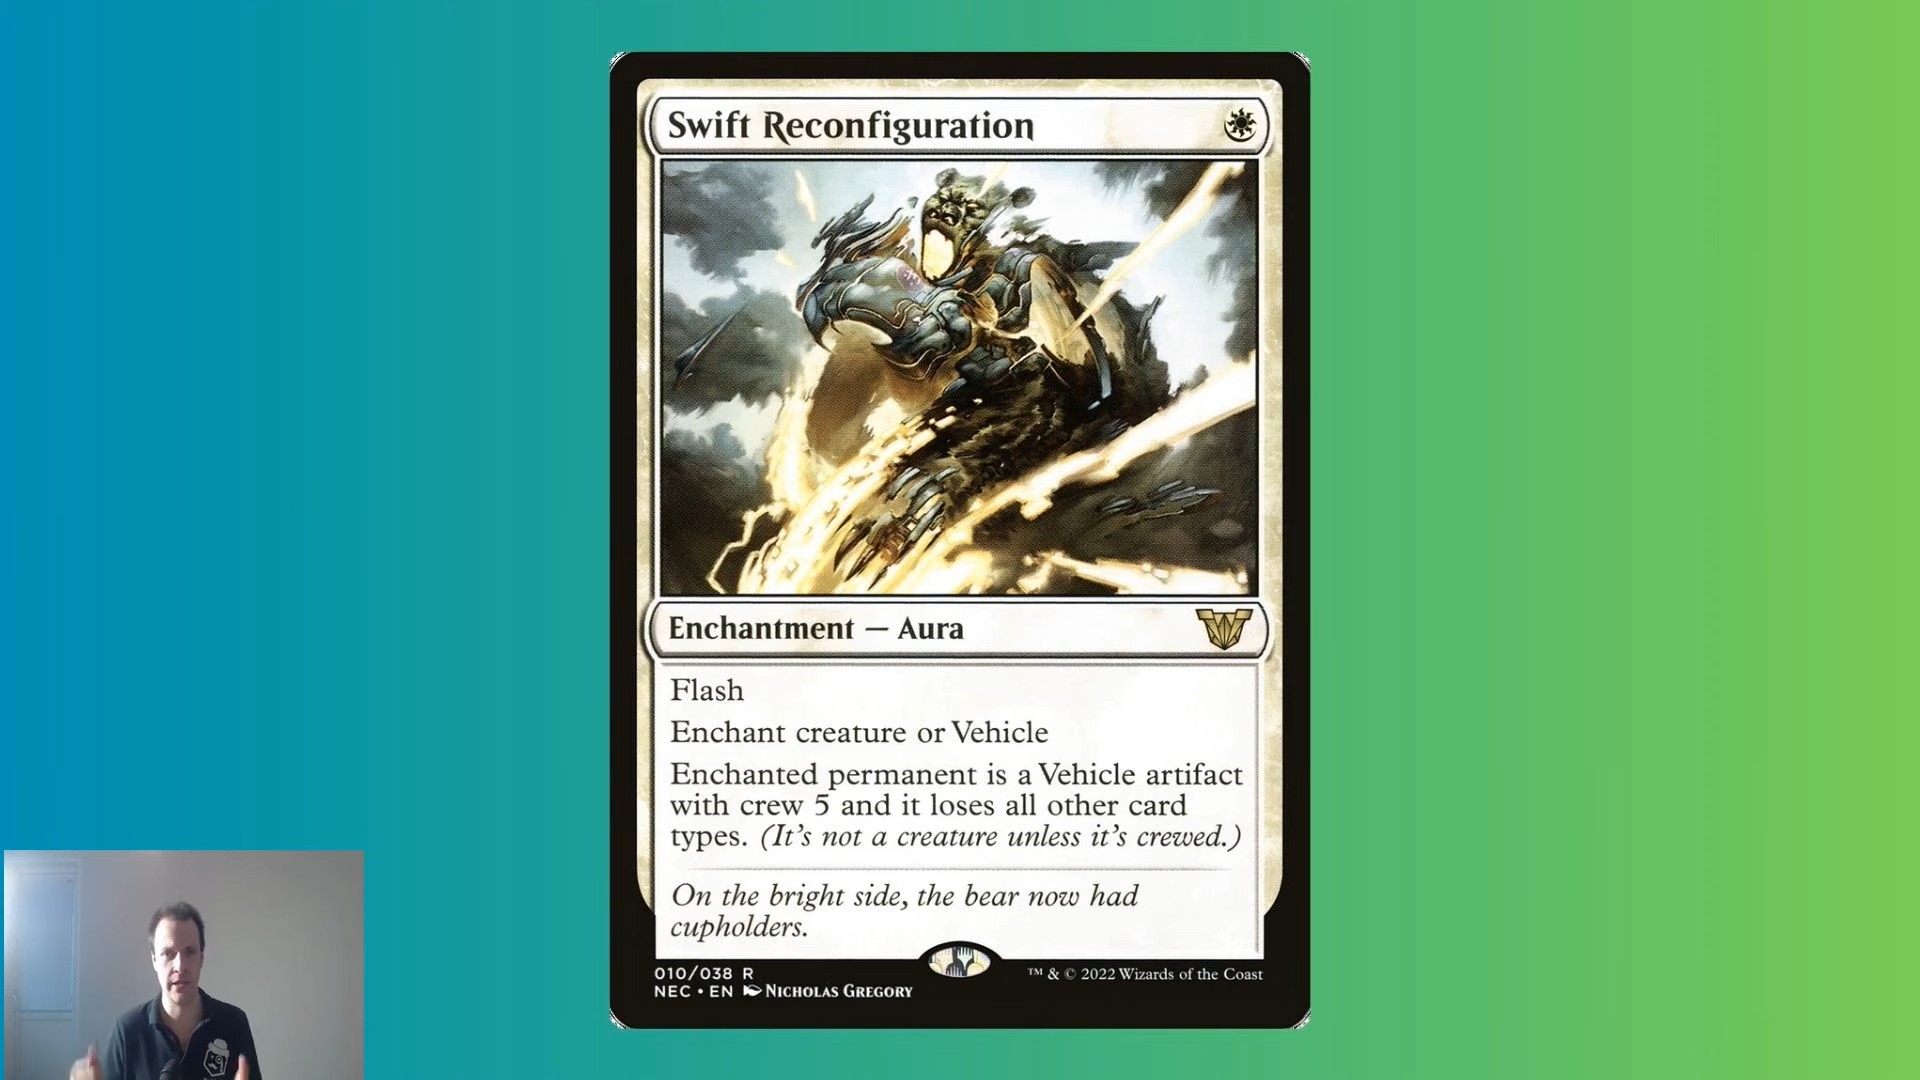 Swift Reconfiguration
Enchantment — Aura
Flash
Enchant creature or Vehicle
Enchanted permanent is a Vehicle artifact
with crew 5 and it loses all other card
types. (It's not a creature unless it's crewed.)
On the bright side, the bear now had
cupholders.
010/038 R
NEC • EN Nicholas Gregory
™ & © 2022 Wizards of the Coast